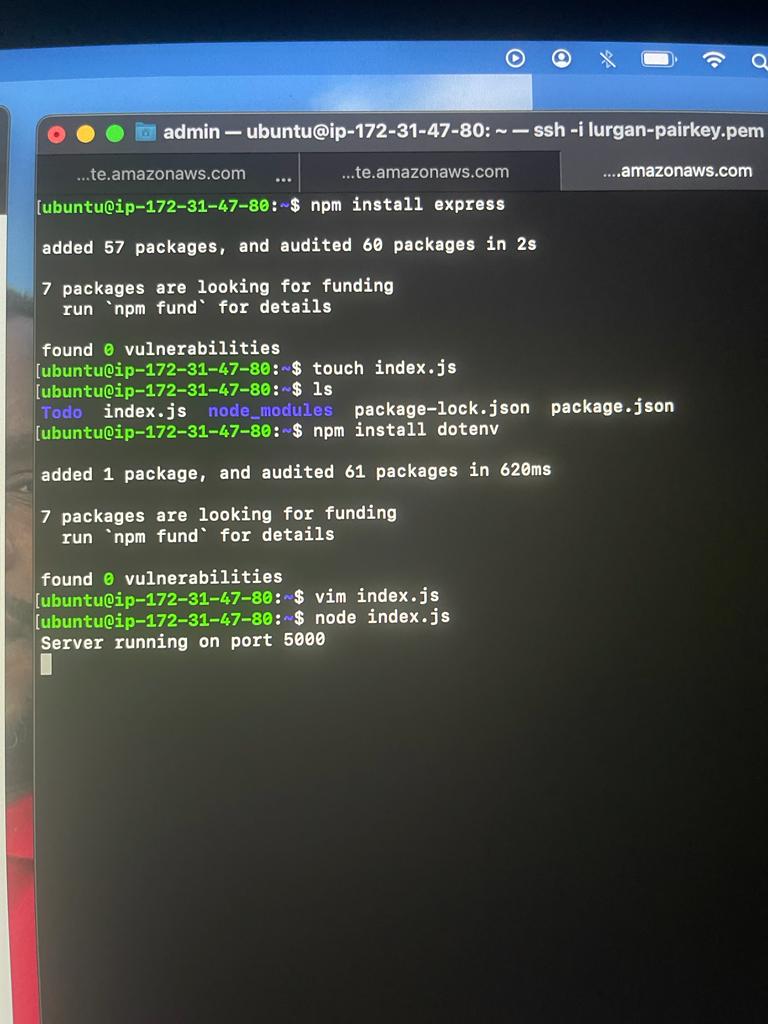 admin — ubuntu@ip-172-31-47-80: ~ — ssh -i lurgan-pairkey.pem
...te.amazonaws.com ... ...te.amazonaws.com ....amazonaws.com
[ubuntu@ip-172-31-47-80:~$ npm install express
added 57 packages, and audited 60 packages in 2s
7 packages are looking for funding
run `npm fund` for details
found 0 vulnerabilities
[ubuntu@ip-172-31-47-80:~$ touch index.js
[ubuntu@ip-172-31-47-80:~$ ls
Todo index.js node_modules package-lock.json package.json
[ubuntu@ip-172-31-47-80:~$ npm install dotenv
added 1 package, and audited 61 packages in 620ms
7 packages are looking for funding
run `npm fund` for details
found 0 vulnerabilities
[ubuntu@ip-172-31-47-80:~$ vim index.js
[ubuntu@ip-172-31-47-80:~$ node index.js
Server running on port 5000